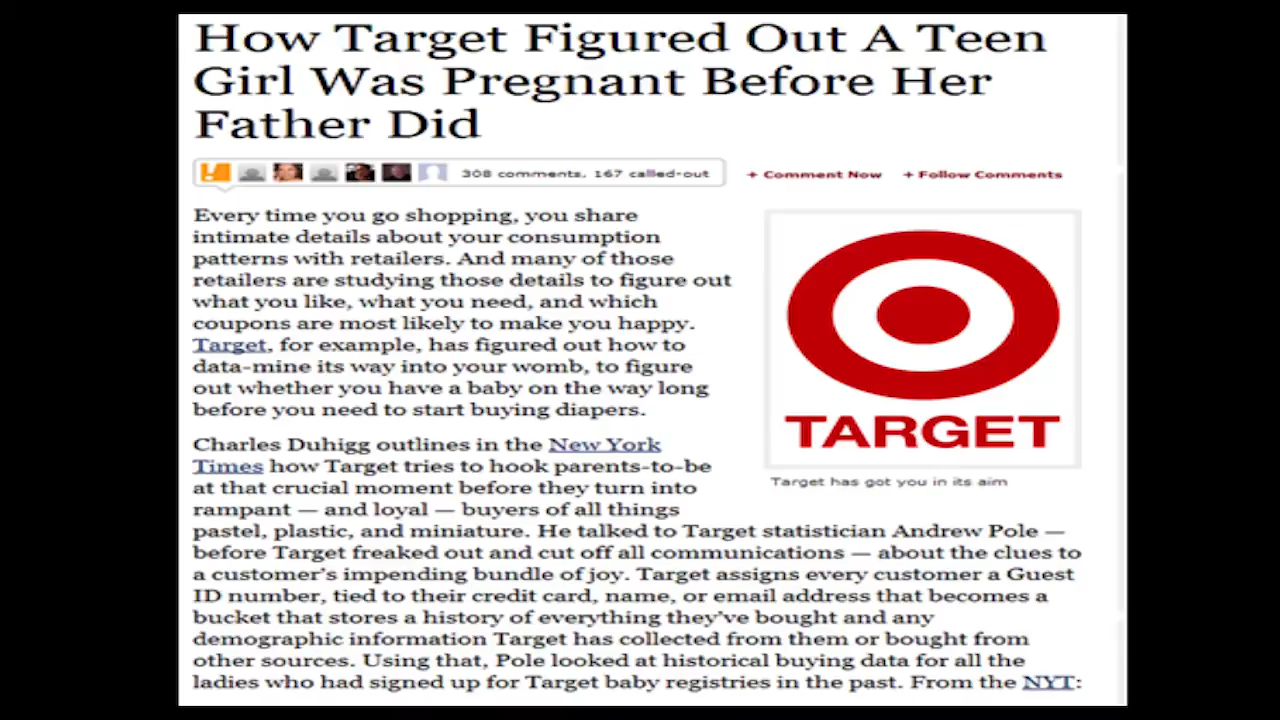 How Target Figured Out A Teen
Girl Was Pregnant Before Her
Father Did
308 comments, 167 called-out
+ Comment Now
+ Follow Comments
Every time you go shopping, you share
intimate details about your consumption
patterns with retailers. And many of those
retailers are studying those details to figure out
what you like, what you need, and which
coupons are most likely to make you happy.
Target, for example, has figured out how to
data-mine its way into your womb, to figure
out whether you have a baby on the way long
before you need to start buying diapers.
TARGET
Target has got you in its aim
Charles Duhigg outlines in the New York
Times how Target tries to hook parents-to-be
at that crucial moment before they turn into
rampant — and loyal — buyers of all things
pastel, plastic, and miniature. He talked to Target statistician Andrew Pole —
before Target freaked out and cut off all communications — about the clues to
a customer's impending bundle of joy. Target assigns every customer a Guest
ID number, tied to their credit card, name, or email address that becomes a
bucket that stores a history of everything they've bought and any
demographic information Target has collected from them or bought from
other sources. Using that, Pole looked at historical buying data for all the
ladies who had signed up for Target baby registries in the past. From the NYT: